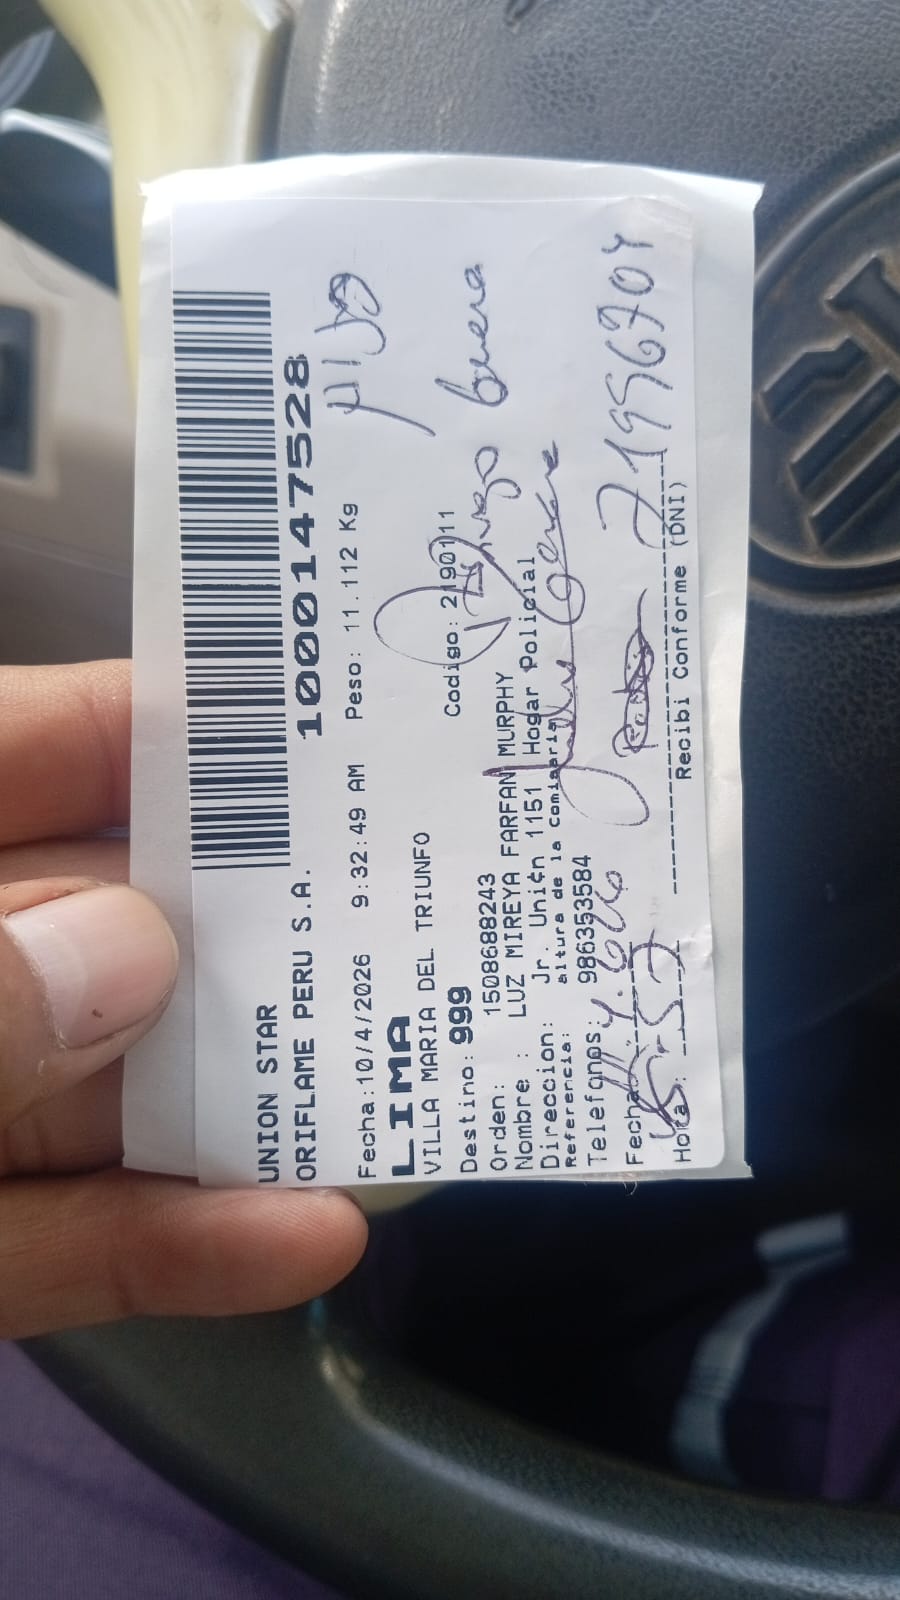 UNION STAR
ORIFLAME PERU S.A.
1000147528
Fecha:10/4/2026 9:32:49 AM Peso: 11.112 Kg
LIMA
VILLA MARIA DEL TRIUNFO
Destino: 999 Codigo: 2190111
Orden: 1508688243
Nombre : LUZ MIREYA FARFAN MURPHY
Direccion: Jr. Uni¢n 1151 Hogar Policial
Referencia: altura de la Comisaria
Telefonos: 986353584
Fecha
Hora:
Recibi Conforme (DNI)